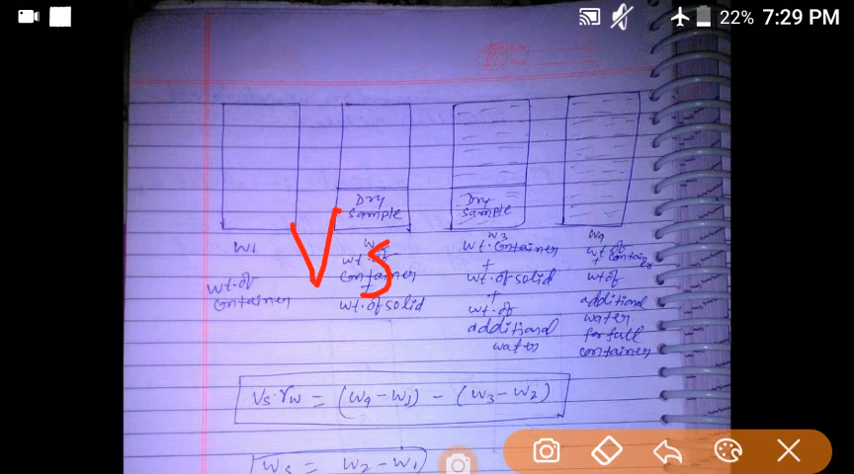 22% 7:29 PM
Dry
sample
Dry
sample
W1
wt. of
container
W
wt. of
container
+
wt. of solid
W3
wt. container
+
wt. of solid
+
wt. of
additional
water
W4
wt of
+ container
wt of
additional
water
for full
container
VS
Vs·γw = (W4-W1) - (W3-W2)
Ws = W2-W1)